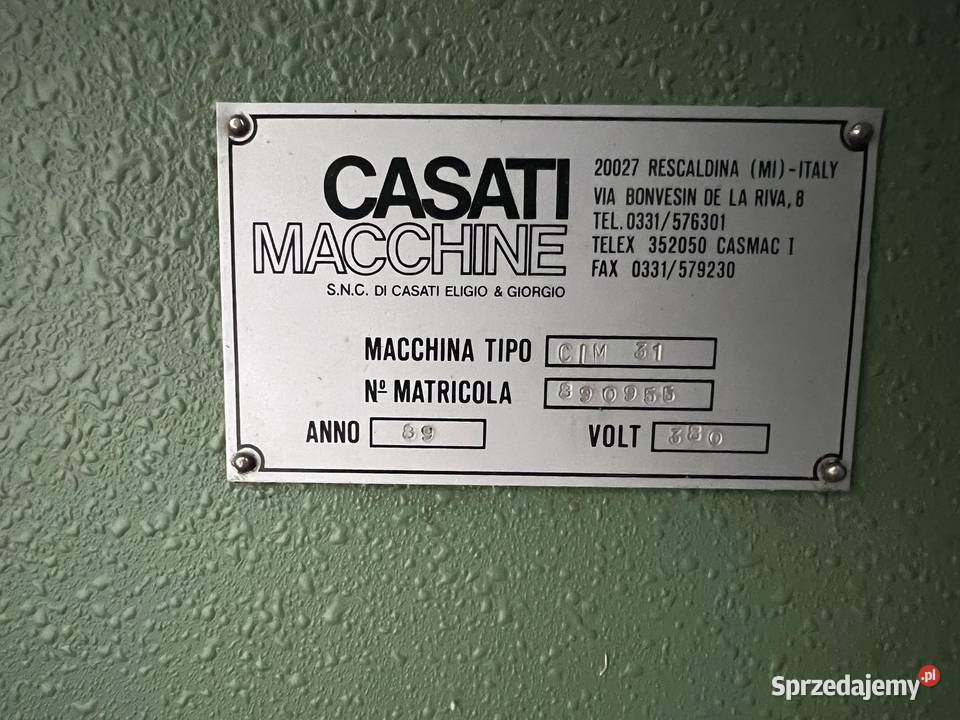 CASATI
MACCHINE
S.N.C. DI CASATI ELIGIO & GIORGIO
20027 RESCALDINA (MI)-ITALY
VIA BONVESIN DE LA RIVA, 8
TEL. 0331/576301
TELEX 352050 CASMAC I
FAX 0331/579230
MACCHINA TIPO CIM 31
Nº MATRICOLA 890955
ANNO 89 VOLT 380
Sprzedajemy.pl